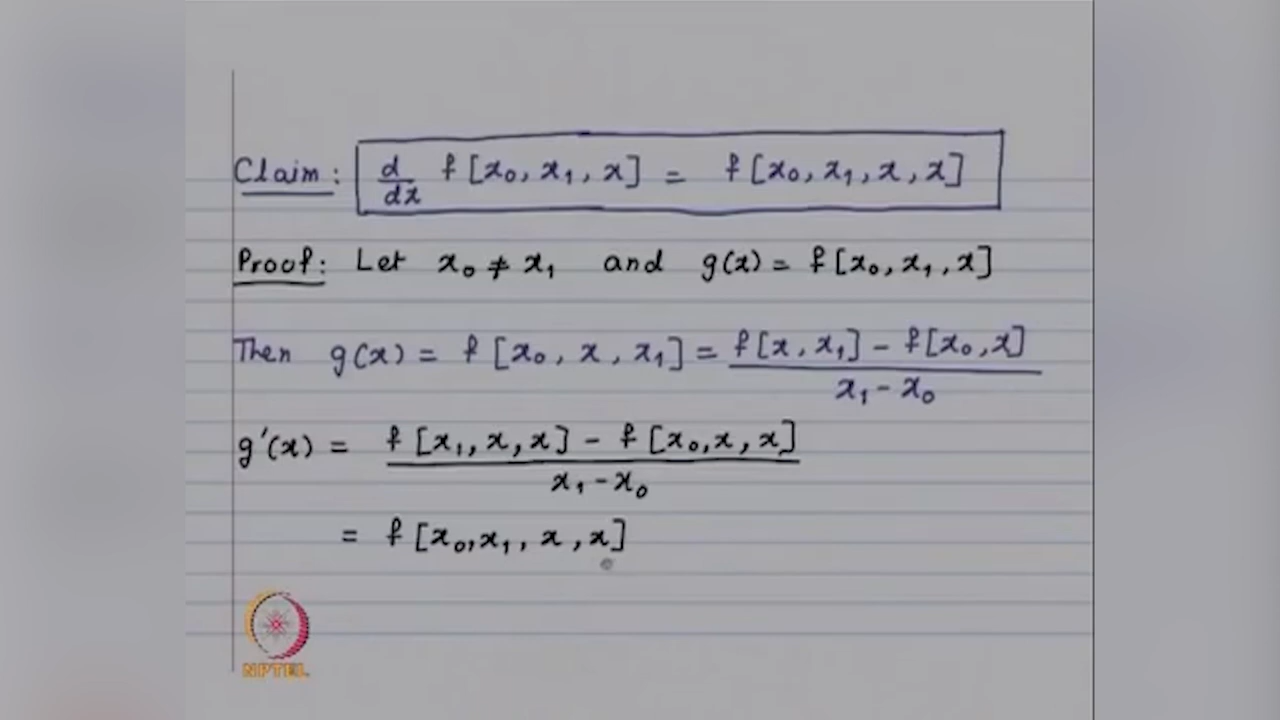 Claim: d/dx f[x₀, x₁, x] = f[x₀, x₁, x, x]
Proof: Let x₀ ≠ x₁ and g(x) = f[x₀, x₁, x]
Then g(x) = f[x₀, x, x₁] = (f[x, x₁] - f[x₀, x]) / (x₁ - x₀)
g'(x) = (f[x₁, x, x] - f[x₀, x, x]) / (x₁ - x₀)
= f[x₀, x₁, x, x]
NPTEL